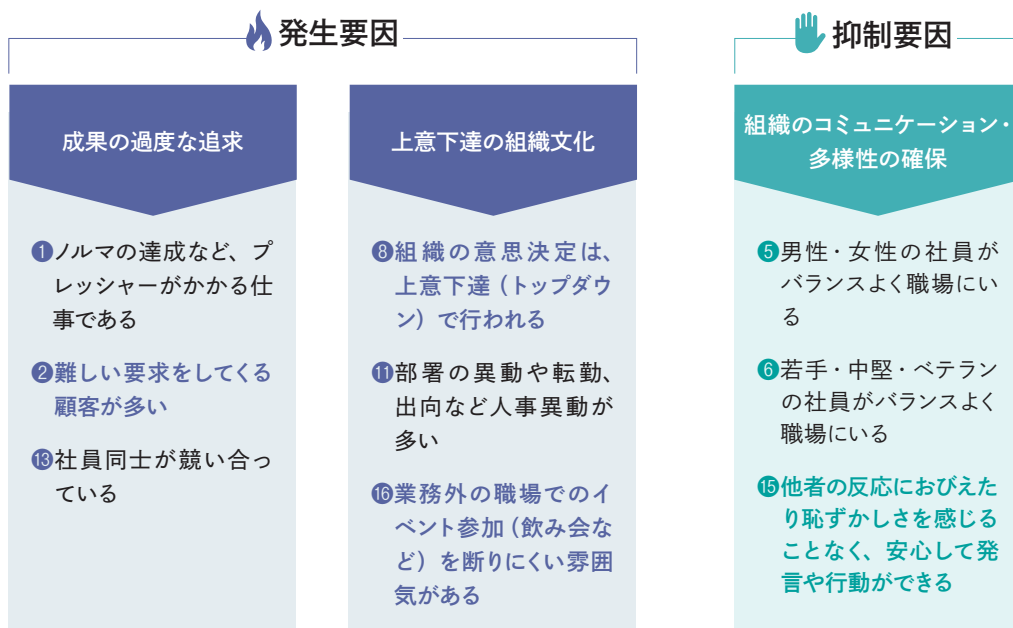 発生要因
成果の過度な追求
❶ノルマの達成など、プ
レッシャーがかかる仕
事である
❷難しい要求をしてくる
顧客が多い
⓭社員同士が競い合っ
ている
上意下達の組織文化
❽組織の意思決定は、
上意下達（トップダウ
ン）で行われる
⓫部署の異動や転勤、
出向など人事異動が
多い
⓰業務外の職場でのイ
ベント参加（飲み会な
ど）を断りにくい雰囲
気がある
抑制要因
組織のコミュニケーション・
多様性の確保
❺男性・女性の社員が
バランスよく職場にい
る
❻若手・中堅・ベテラン
の社員がバランスよく
職場にいる
⓯他者の反応におびえた
り恥ずかしさを感じる
ことなく、安心して発
言や行動ができる